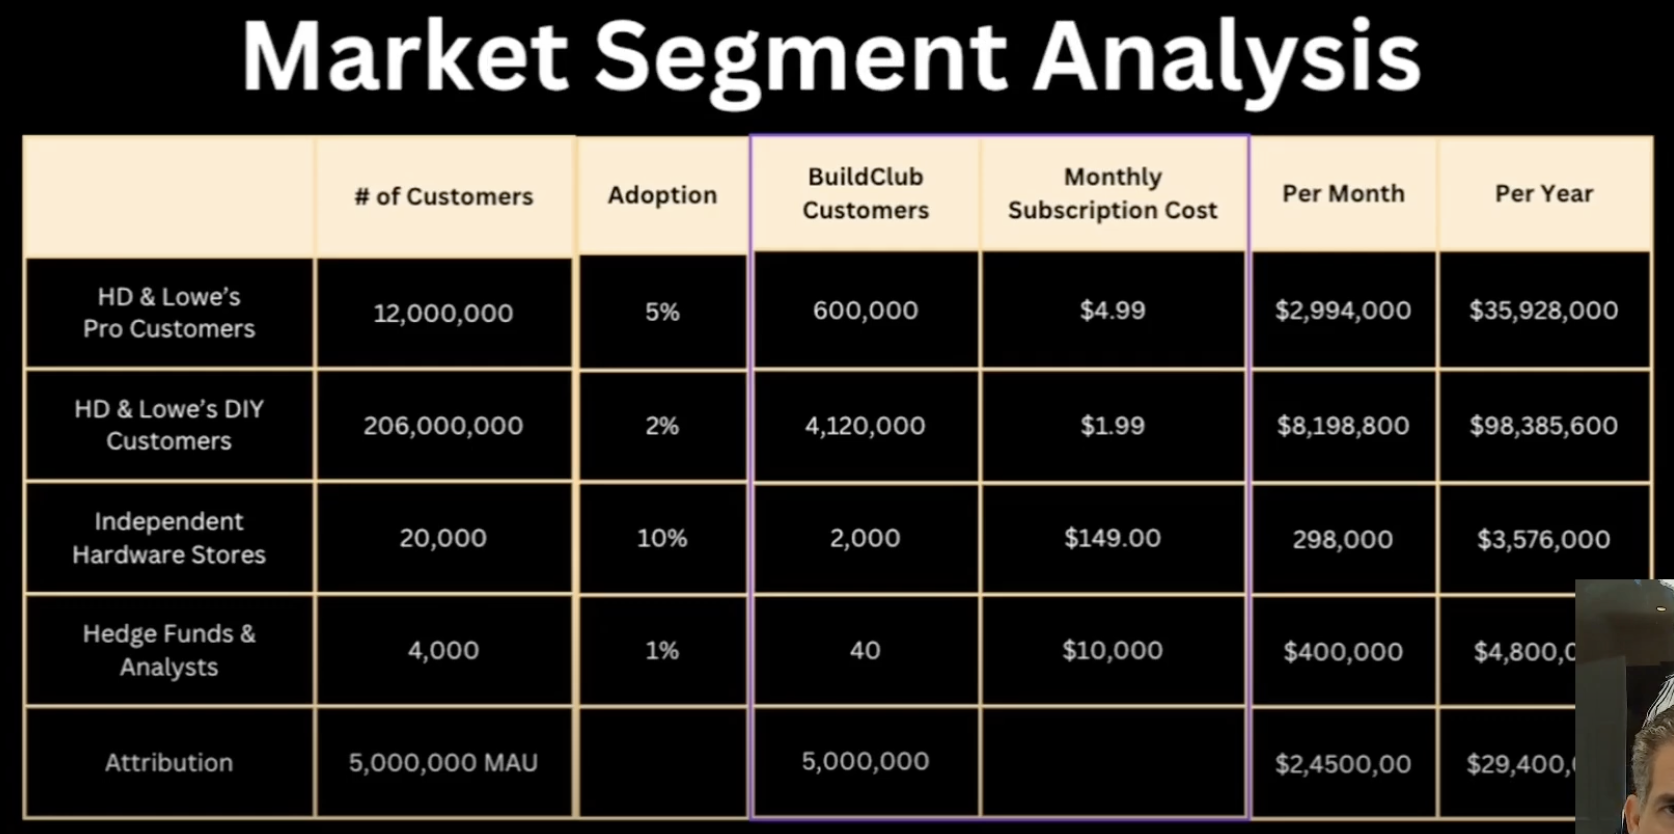 Market Segment Analysis
# of Customers
Adoption
BuildClub
Customers
Monthly
Subscription Cost
Per Month
Per Year
HD & Lowe's
Pro Customers
12,000,000
5%
600,000
$4.99
$2,994,000
$35,928,000
HD & Lowe's DIY
Customers
206,000,000
2%
4,120,000
$1.99
$8,198,800
$98,385,600
Independent
Hardware Stores
20,000
10%
2,000
$149.00
298,000
$3,576,000
Hedge Funds &
Analysts
4,000
1%
40
$10,000
$400,000
$4,800,
Attribution
5,000,000 MAU
5,000,000
$2,4500,00
$29,400,